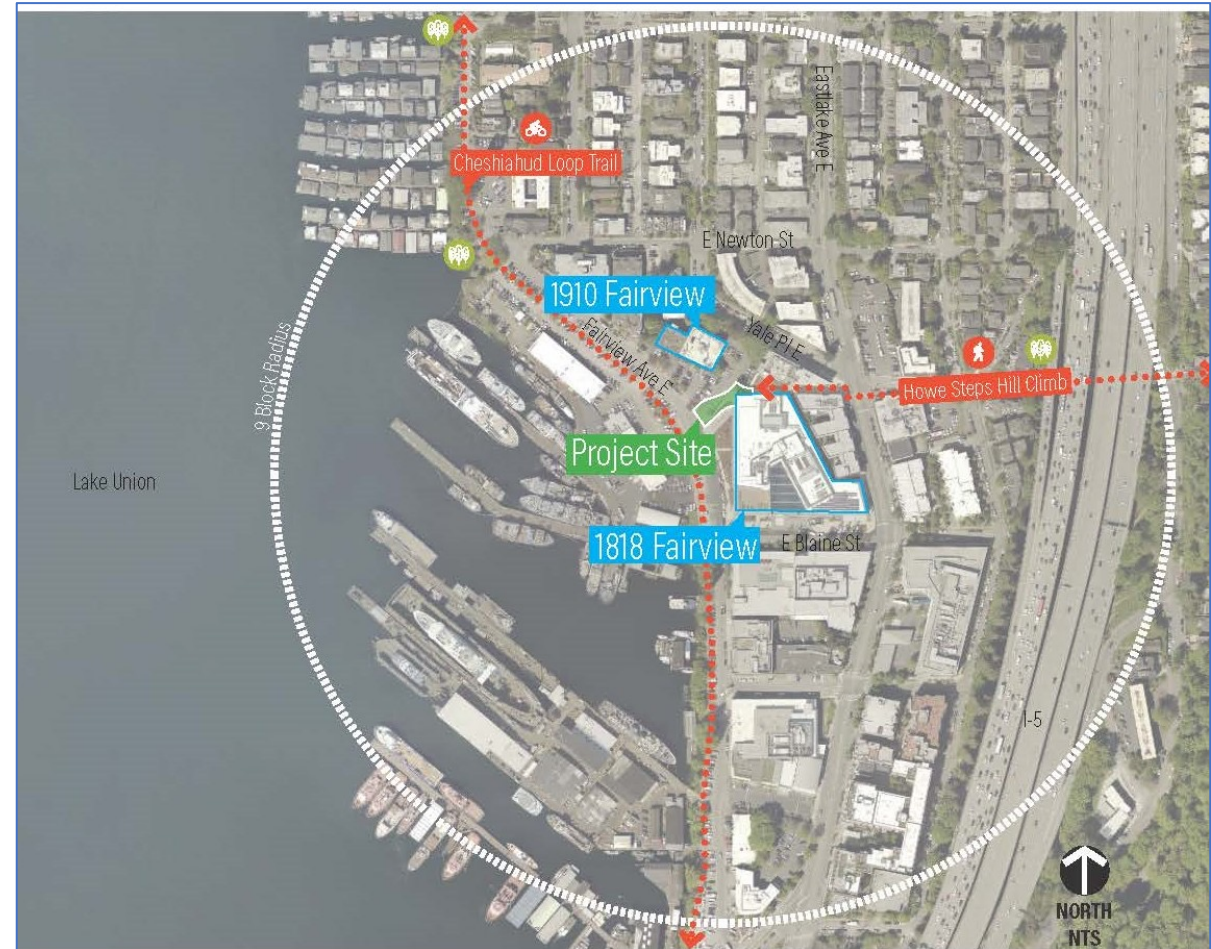 Eastlake Ave E
Cheshiahud Loop Trail
E Newton St
1910 Fairview
Yale Pl E
Fairview Ave E
9 Block Radius
Howe Steps Hill Climb
Project Site
Lake Union
1818 Fairview
E Blaine St
I-5
NORTH
NTS